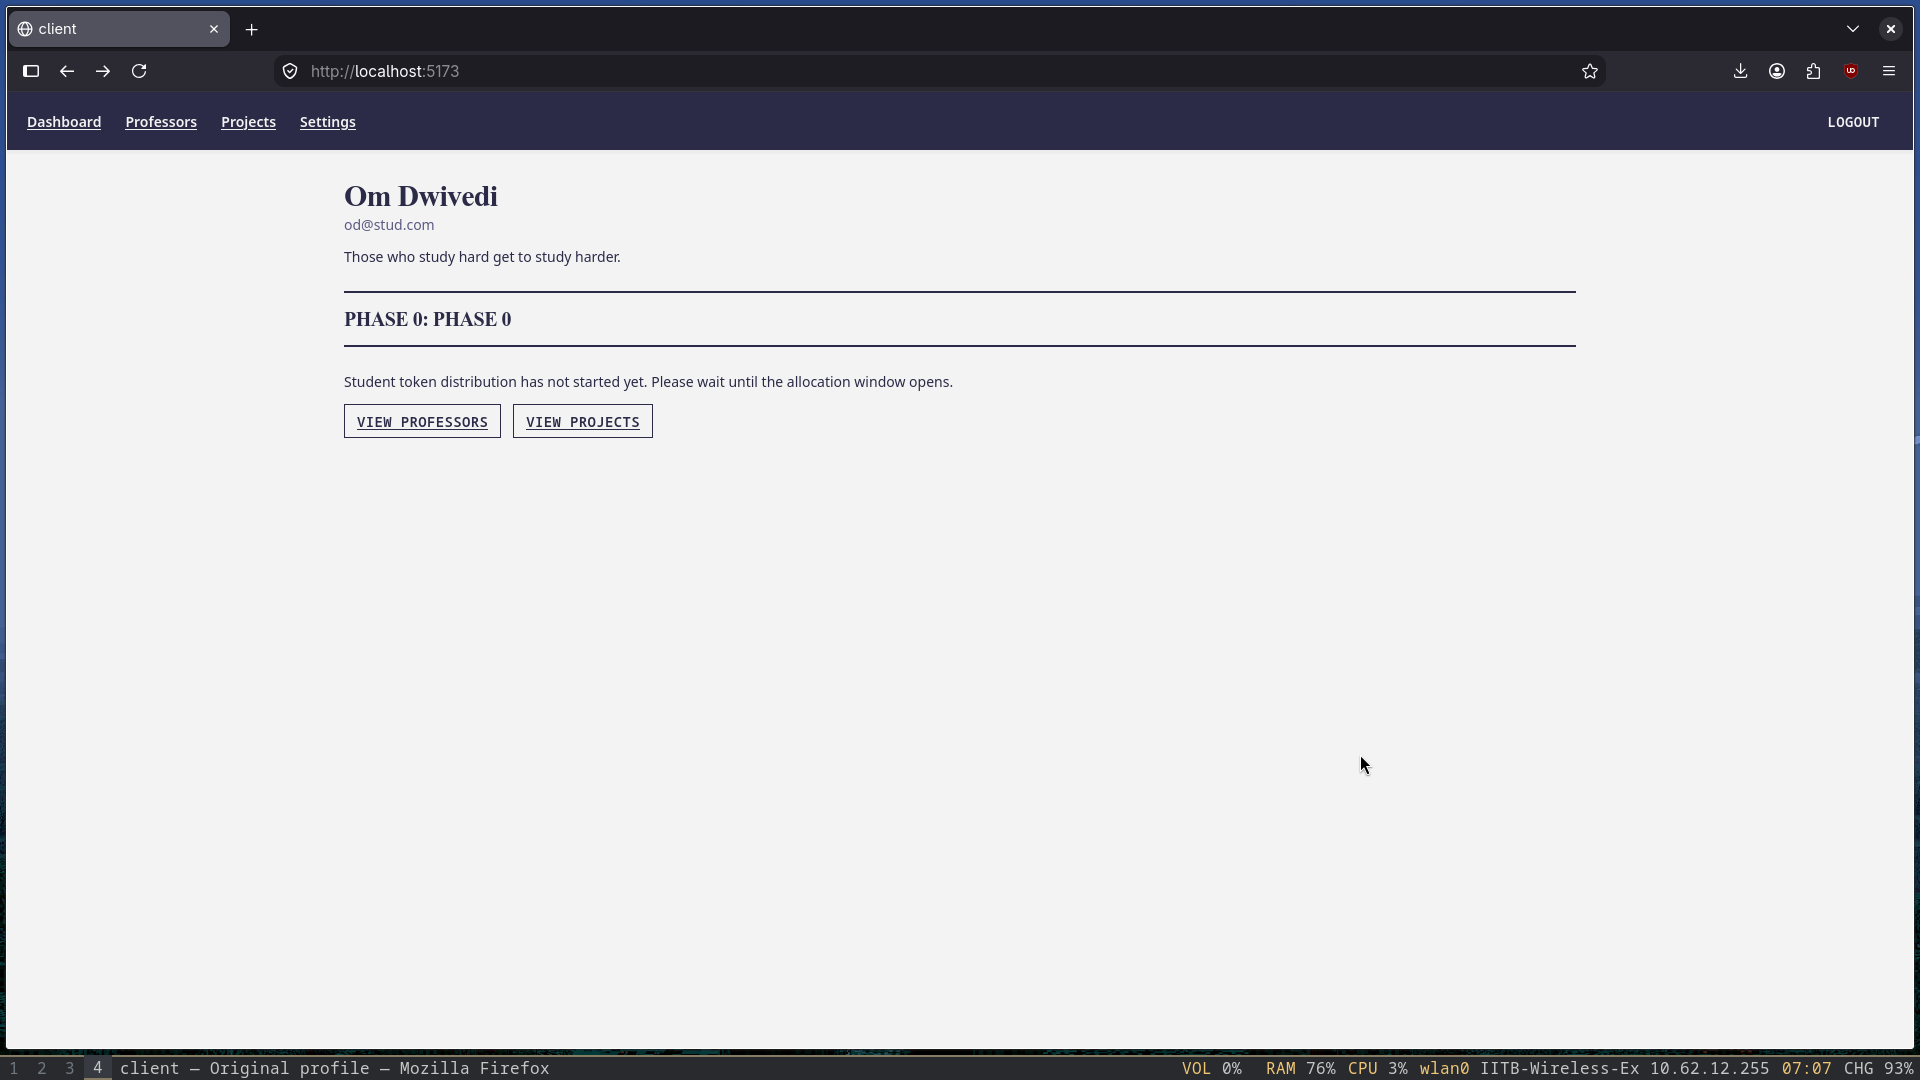 client
http://localhost:5173
Dashboard Professors Projects Settings LOGOUT
Om Dwivedi
od@stud.com
Those who study hard get to study harder.
PHASE 0: PHASE 0
Student token distribution has not started yet. Please wait until the allocation window opens.
VIEW PROFESSORS VIEW PROJECTS
1 2 3 4 client — Original profile — Mozilla Firefox VOL 0% RAM 76% CPU 3% wlan0 IITB-Wireless-Ex 10.62.12.255 07:07 CHG 93%